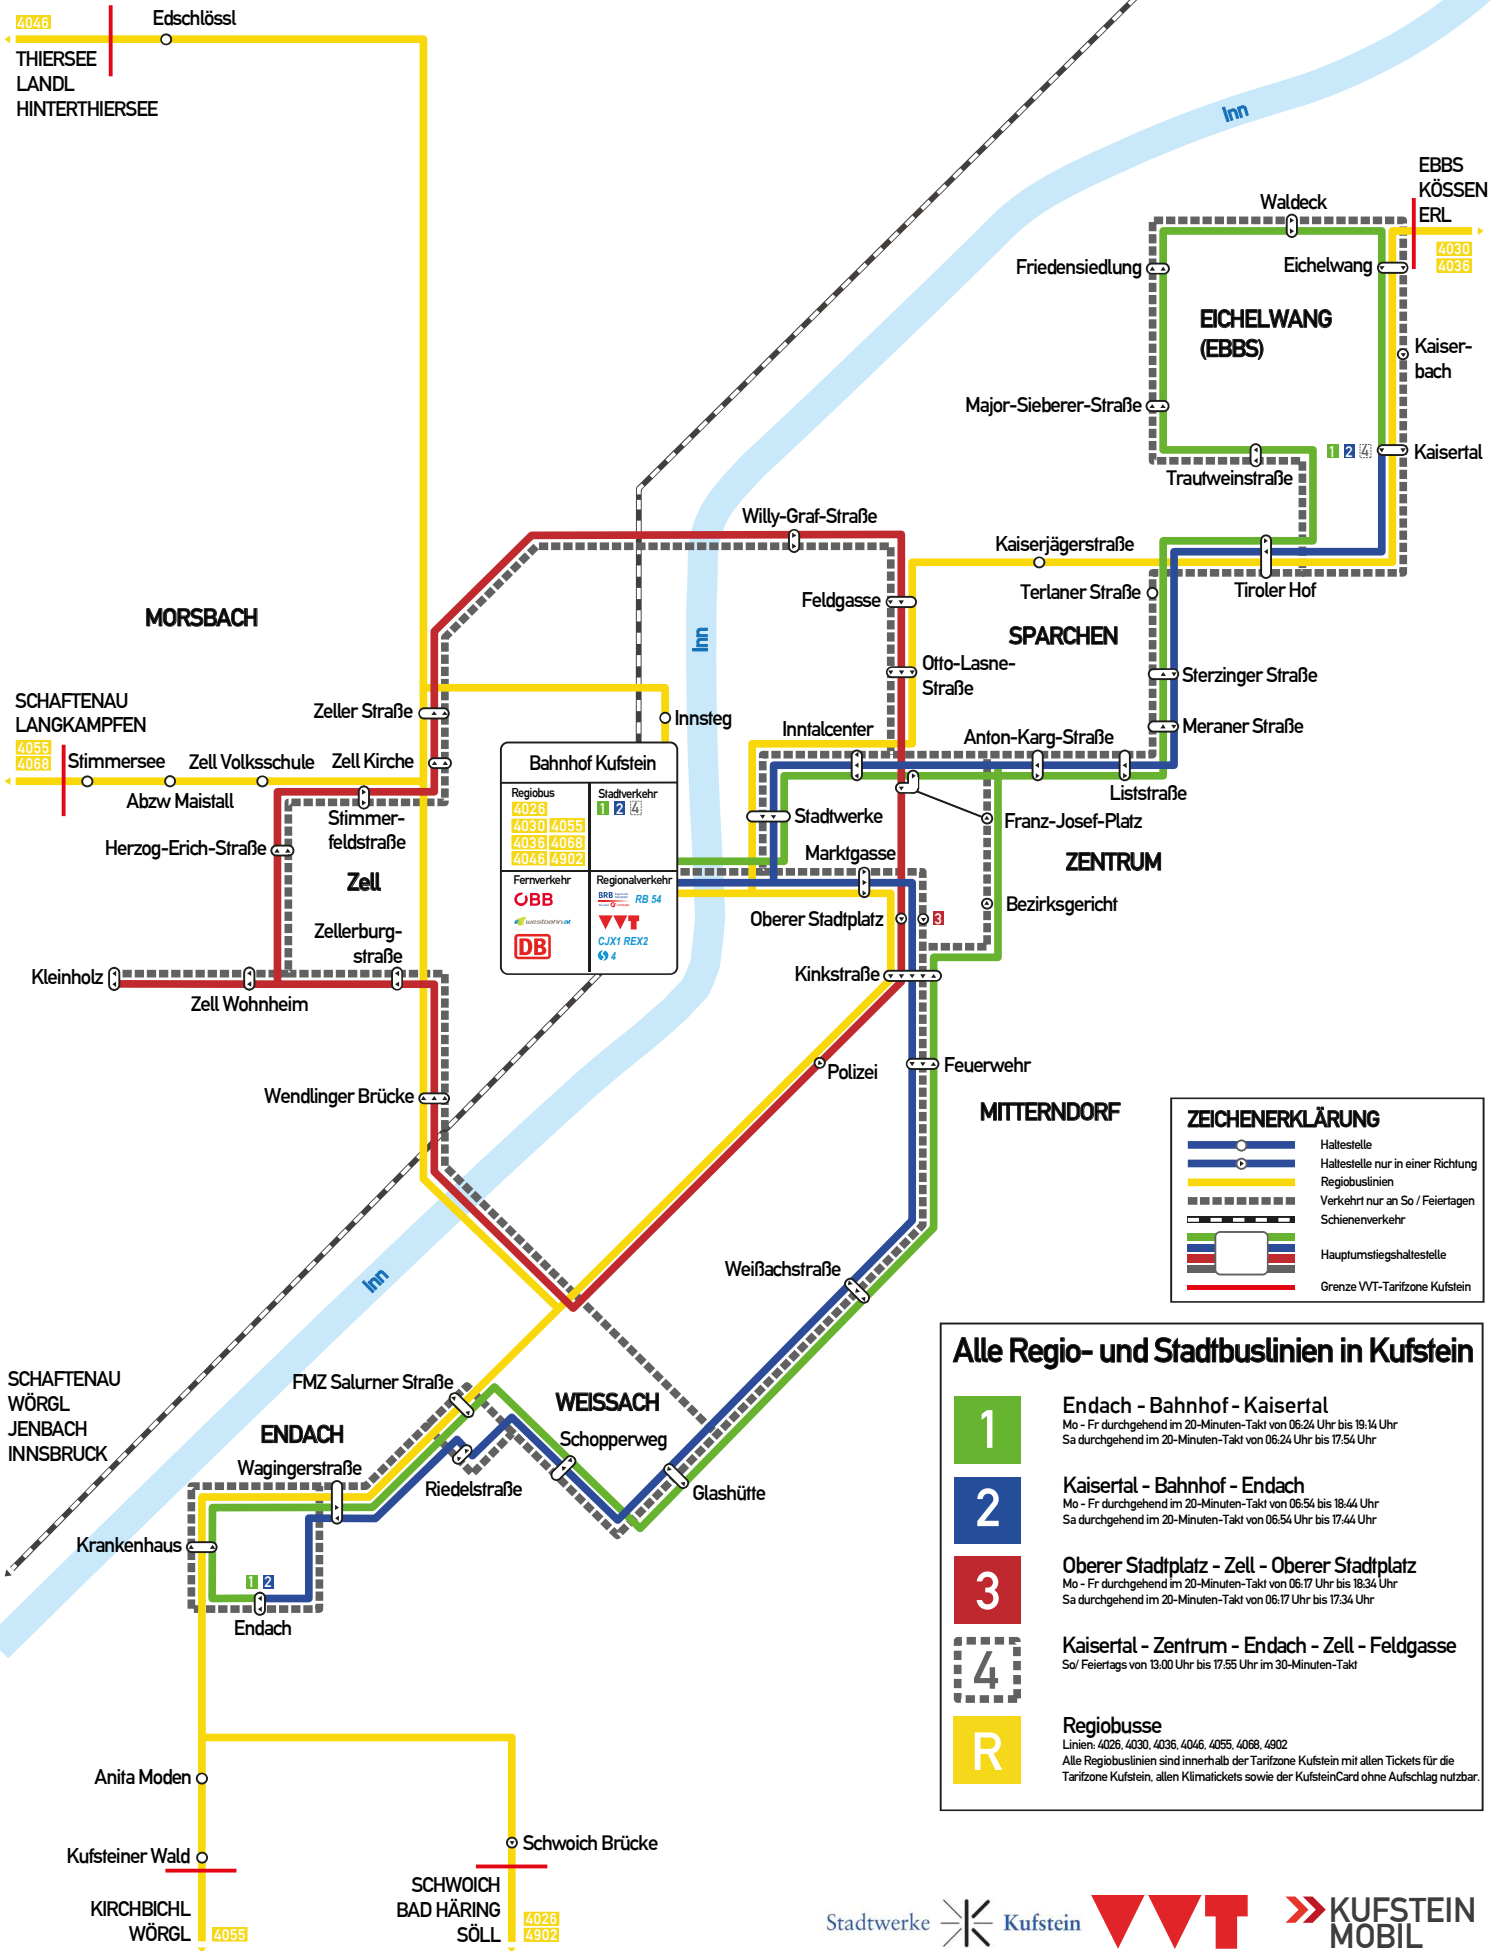 4046
Edschlössl
THIERSEE
LANDL
HINTERTHIERSEE
Inn
EBBS
KÖSSEN
ERL
4030
4036
Waldeck
Friedensiedlung
Eichelwang
EICHELWANG
(EBBS)
Kaiser-
bach
Major-Sieberer-Straße
1 2 4
Kaisertal
Trautweinstraße
Willy-Graf-Straße
Kaiserjägerstraße
Feldgasse
Terlaner Straße
Tiroler Hof
MORSBACH
Inn
SPARCHEN
Otto-Lasne-
Straße
Sterzinger Straße
SCHAFTENAU
LANGKAMPFEN
4055
4068
Zeller Straße
Innsteg
Inntalcenter
Anton-Karg-Straße
Meraner Straße
Stimmersee
Zell Volksschule
Zell Kirche
Abzw Maistall
Stimmer-
feldstraße
Liststraße
Bahnhof Kufstein
Regiobus
4026
4030 4055
4036 4068
4046 4902
Stadtverkehr
1 2 4
Fernverkehr
ÖBB
westbahn.at
DB
Regionalverkehr
BRB
RB 54
VVT
CJX1 REX2
S 4
Stadtwerke
Franz-Josef-Platz
Herzog-Erich-Straße
Marktgasse
ZENTRUM
Zell
Oberer Stadtplatz
3
Bezirksgericht
Zellerburg-
straße
Kleinholz
Zell Wohnheim
Kinkstraße
Polizei
Feuerwehr
Wendlinger Brücke
MITTERNDORF
ZEICHENERKLÄRUNG
Haltestelle
Haltestelle nur in einer Richtung
Regiobuslinien
Verkehrt nur an So / Feiertagen
Schienenverkehr
Hauptumstiegshaltestelle
Grenze VVT-Tarifzone Kufstein
Inn
Weißachstraße
SCHAFTENAU
WÖRGL
JENBACH
INNSBRUCK
FMZ Salurner Straße
WEISSACH
ENDACH
Schopperweg
Wagingerstraße
Riedelstraße
Glashütte
Krankenhaus
1 2
Endach
Alle Regio- und Stadtbuslinien in Kufstein
1
Endach - Bahnhof - Kaisertal
Mo - Fr durchgehend im 20-Minuten-Takt von 06:24 Uhr bis 19:14 Uhr
Sa durchgehend im 20-Minuten-Takt von 06:24 Uhr bis 17:54 Uhr
2
Kaisertal - Bahnhof - Endach
Mo - Fr durchgehend im 20-Minuten-Takt von 06:54 bis 18:44 Uhr
Sa durchgehend im 20-Minuten-Takt von 06:54 Uhr bis 17:44 Uhr
3
Oberer Stadtplatz - Zell - Oberer Stadtplatz
Mo - Fr durchgehend im 20-Minuten-Takt von 06:17 Uhr bis 18:34 Uhr
Sa durchgehend im 20-Minuten-Takt von 06:17 Uhr bis 17:34 Uhr
4
Kaisertal - Zentrum - Endach - Zell - Feldgasse
So/ Feiertags von 13:00 Uhr bis 17:55 Uhr im 30-Minuten-Takt
R
Regiobusse
Linien: 4026, 4030, 4036, 4046, 4055, 4068, 4902
Alle Regiobuslinien sind innerhalb der Tarifzone Kufstein mit allen Tickets für die
Tarifzone Kufstein, allen Klimatickets sowie der KufsteinCard ohne Aufschlag nutzbar.
Anita Moden
Kufsteiner Wald
Schwoich Brücke
KIRCHBICHL
WÖRGL
4055
SCHWOICH
BAD HÄRING
SÖLL
4026
4902
Stadtwerke K Kufstein
VVT
KUFSTEIN
MOBIL